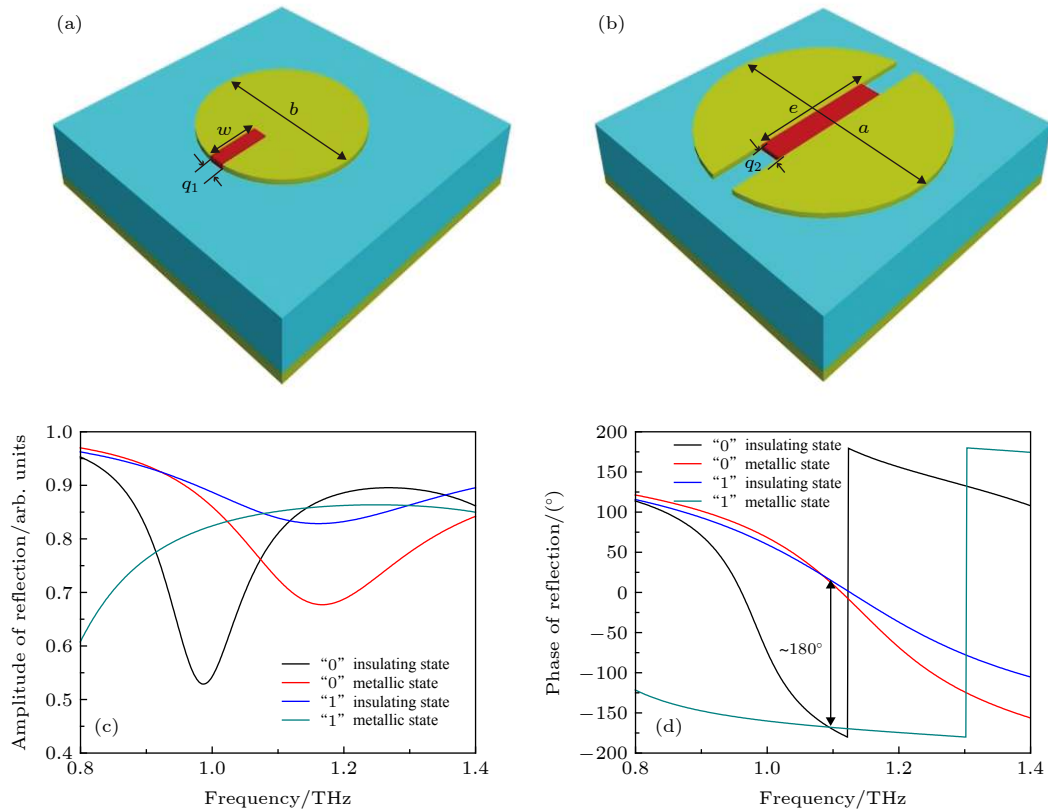 (a)
b
w
q1
(b)
e
a
q2
Amplitude of reflection/arb. units
1.0
0.9
0.8
0.7
0.6
0.5
0.4
“0” insulating state
“0” metallic state
“1” insulating state
“1” metallic state
(c)
0.8 1.0 1.2 1.4
Frequency/THz
Phase of reflection/(°)
200
150
100
50
0
−50
−100
−150
−200
“0” insulating state
“0” metallic state
“1” insulating state
“1” metallic state
~180°
(d)
0.8 1.0 1.2 1.4
Frequency/THz